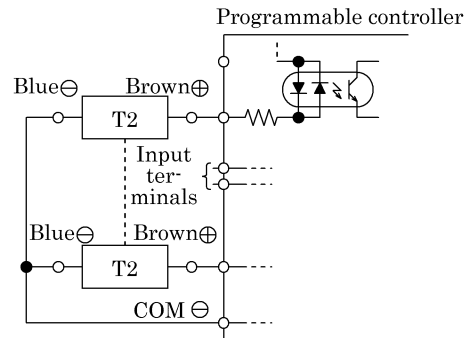 Programmable controller
Blue⊖ Brown⊕
T2
Input
ter-
minals
Blue⊖ Brown⊕
T2
COM ⊖